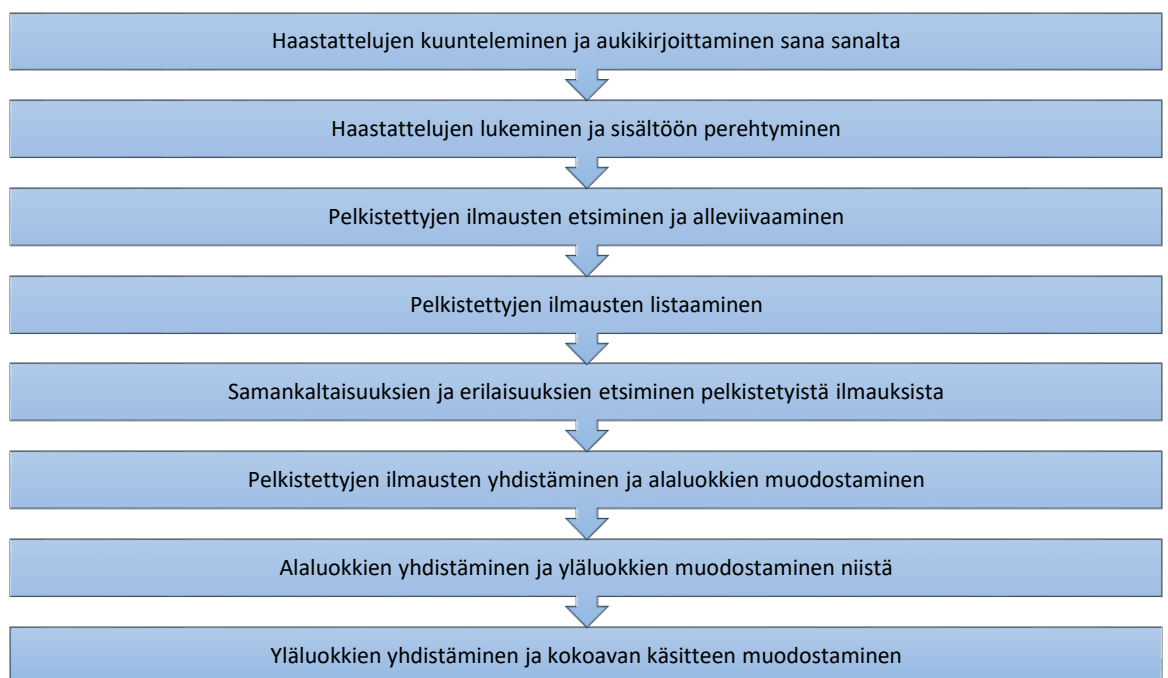 Haastattelujen kuunteleminen ja aukikirjoittaminen sana sanalta
Haastattelujen lukeminen ja sisältöön perehtyminen
Pelkistettyjen ilmausten etsiminen ja alleviivaaminen
Pelkistettyjen ilmausten listaaminen
Samankaltaisuuksien ja erilaisuuksien etsiminen pelkistetyistä ilmauksista
Pelkistettyjen ilmausten yhdistäminen ja alaluokkien muodostaminen
Alaluokkien yhdistäminen ja yläluokkien muodostaminen niistä
Yläluokkien yhdistäminen ja kokoavan käsitteen muodostaminen